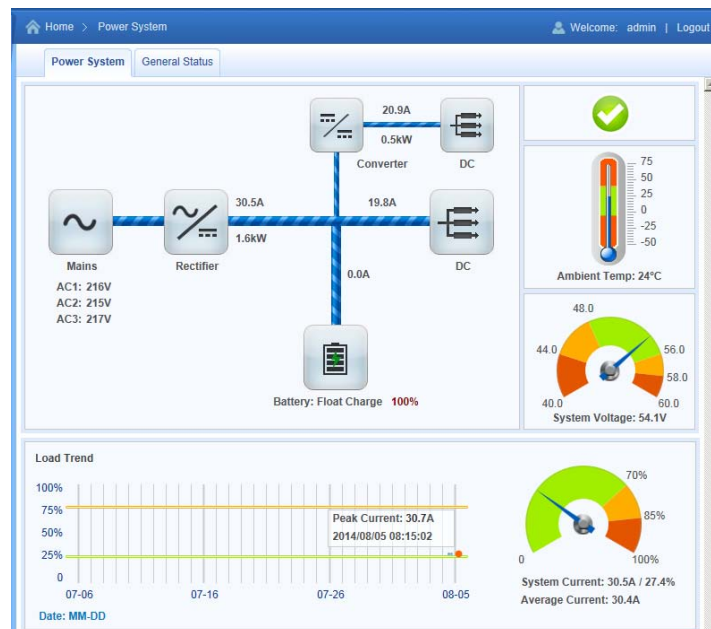 Home > Power System
Welcome: admin | Logout
Power System
General Status
20.9A
0.5kW
Converter
DC
30.5A
1.6kW
19.8A
0.0A
Mains
AC1: 216V
AC2: 215V
AC3: 217V
Rectifier
DC
Battery: Float Charge 100%
75
50
25
0
-25
-50
Ambient Temp: 24°C
48.0
44.0
56.0
58.0
40.0
60.0
System Voltage: 54.1V
Load Trend
100%
75%
50%
25%
0
Peak Current: 30.7A
2014/08/05 08:15:02
07-06
07-16
07-26
08-05
Date: MM-DD
70%
85%
0
100%
System Current: 30.5A / 27.4%
Average Current: 30.4A